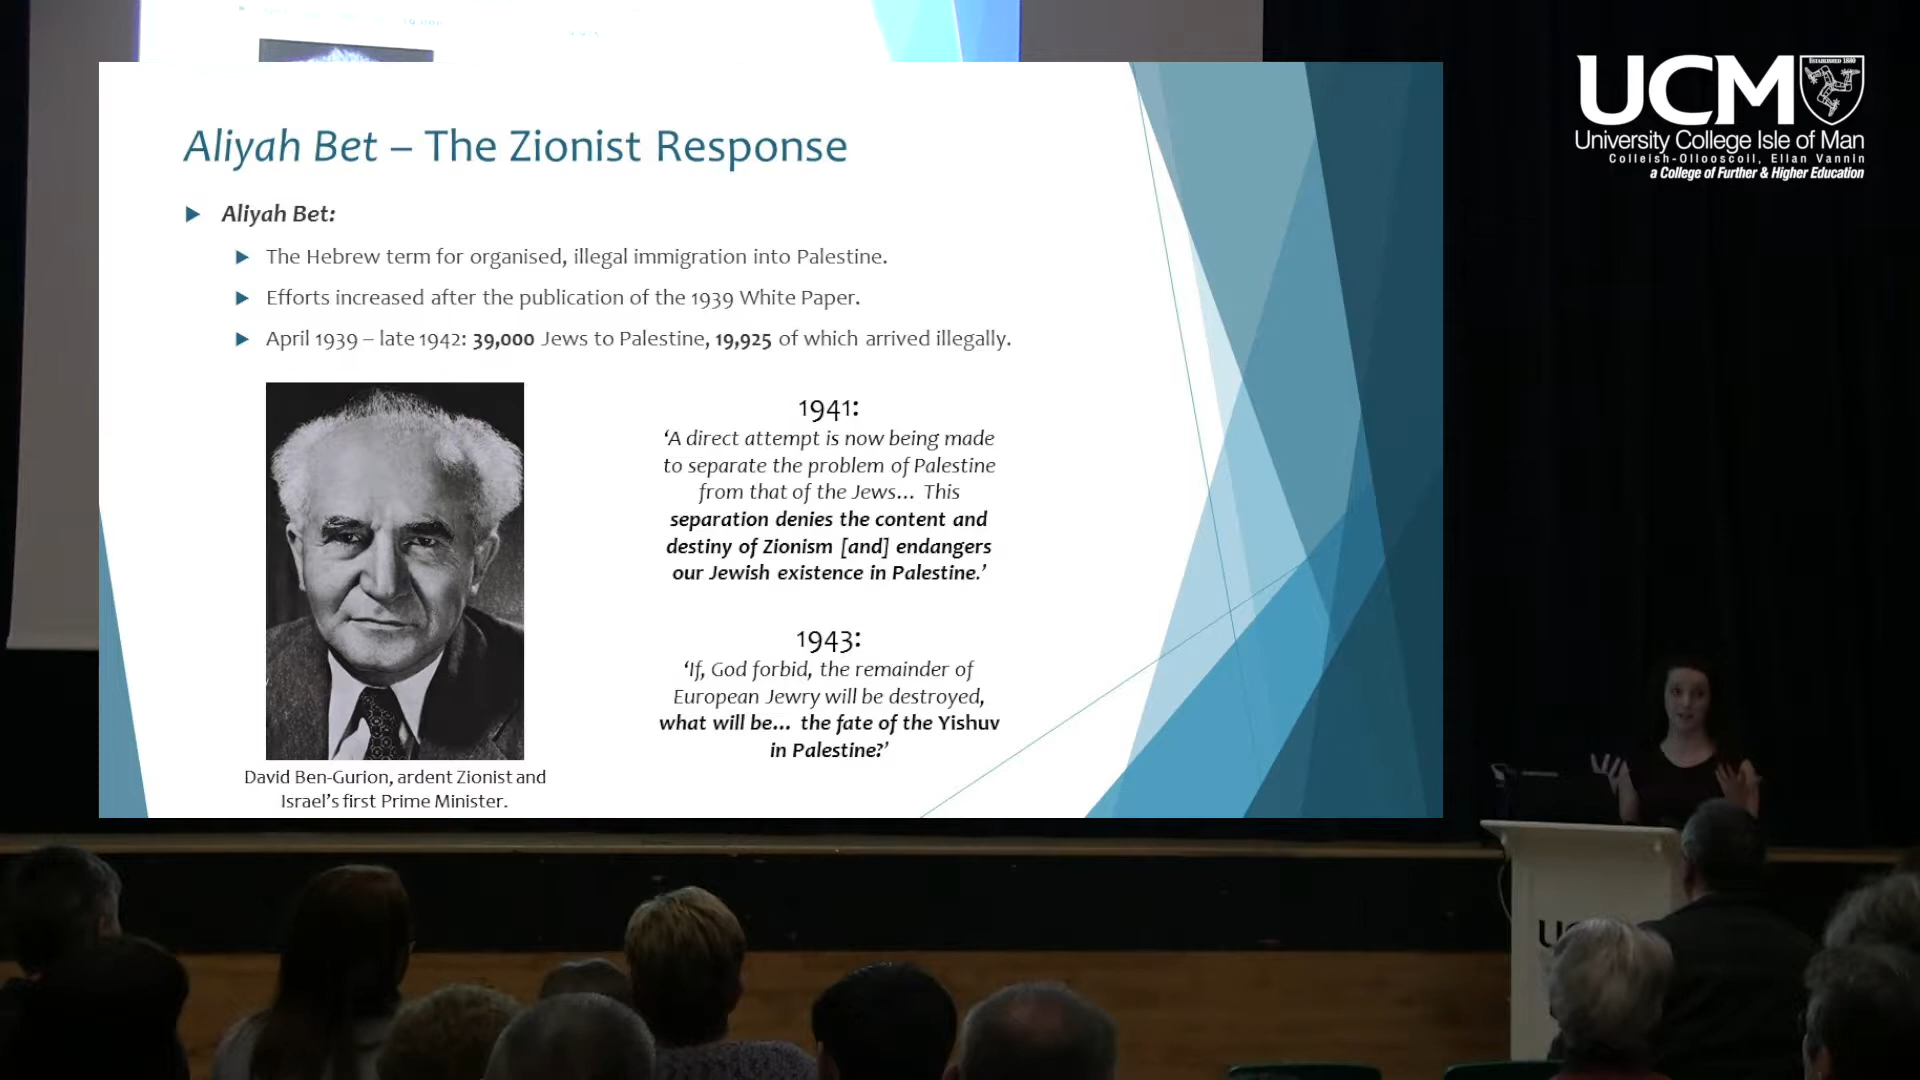 Aliyah Bet – The Zionist Response
Aliyah Bet:
The Hebrew term for organised, illegal immigration into Palestine.
Efforts increased after the publication of the 1939 White Paper.
April 1939 – late 1942: 39,000 Jews to Palestine, 19,925 of which arrived illegally.
David Ben-Gurion, ardent Zionist and
Israel's first Prime Minister.
1941:
‘A direct attempt is now being made
to separate the problem of Palestine
from that of the Jews… This
separation denies the content and
destiny of Zionism [and] endangers
our Jewish existence in Palestine.’
1943:
‘If, God forbid, the remainder of
European Jewry will be destroyed,
what will be… the fate of the Yishuv
in Palestine?’
UCM
ESTABLISHED 1880
University College Isle of Man
Colleish-Ollooscoil, Ellan Vannin
a College of Further & Higher Education